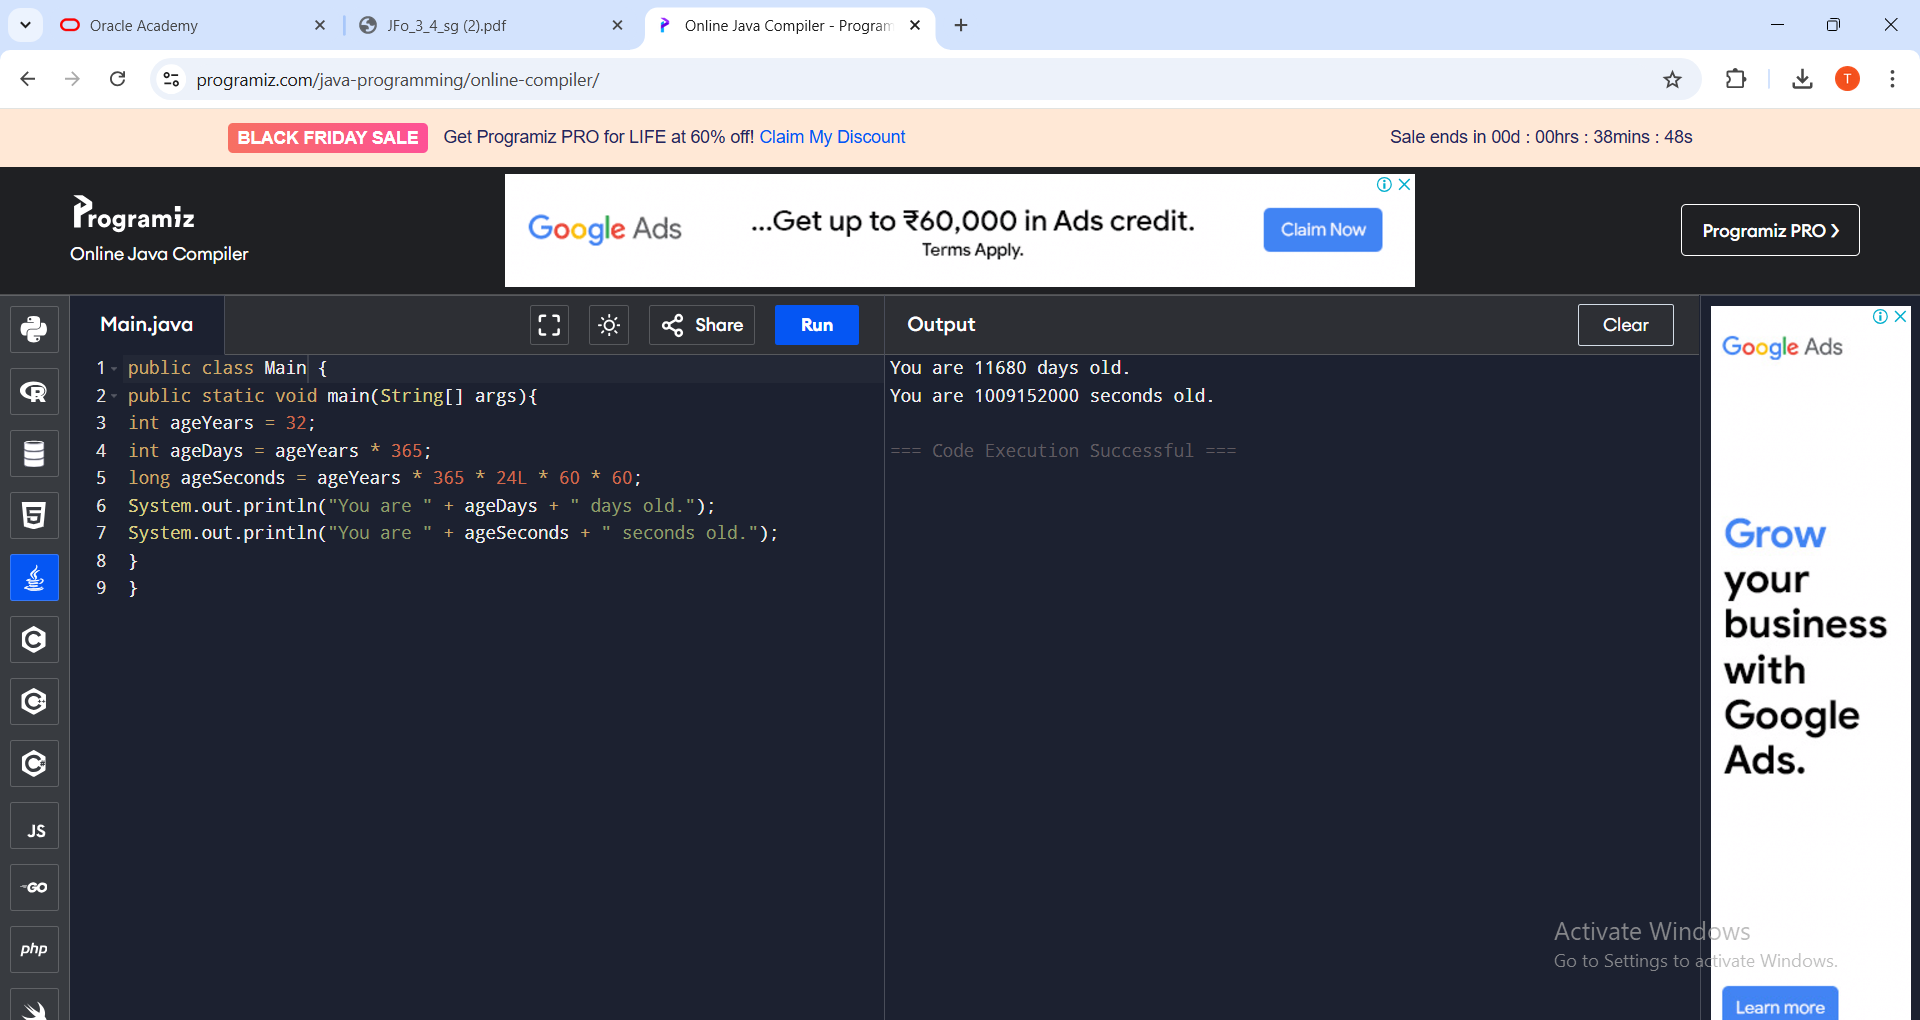 Oracle Academy
JFo_3_4_sg (2).pdf
Online Java Compiler - Program
programiz.com/java-programming/online-compiler/
T
BLACK FRIDAY SALE Get Programiz PRO for LIFE at 60% off! Claim My Discount
Sale ends in 00d : 00hrs : 38mins : 48s
Programiz
Online Java Compiler
Google Ads
...Get up to ₹60,000 in Ads credit.
Terms Apply.
Claim Now
Programiz PRO >
Main.java
Share
Run
Output
Clear
1 public class Main {
2 public static void main(String[] args){
3 int ageYears = 32;
4 int ageDays = ageYears * 365;
5 long ageSeconds = ageYears * 365 * 24L * 60 * 60;
6 System.out.println("You are " + ageDays + " days old.");
7 System.out.println("You are " + ageSeconds + " seconds old.");
8 }
9 }
You are 11680 days old.
You are 1009152000 seconds old.
=== Code Execution Successful ===
JS
GO
php
Google Ads
Grow
your
business
with
Google
Ads.
Learn more
Activate Windows
Go to Settings to activate Windows.